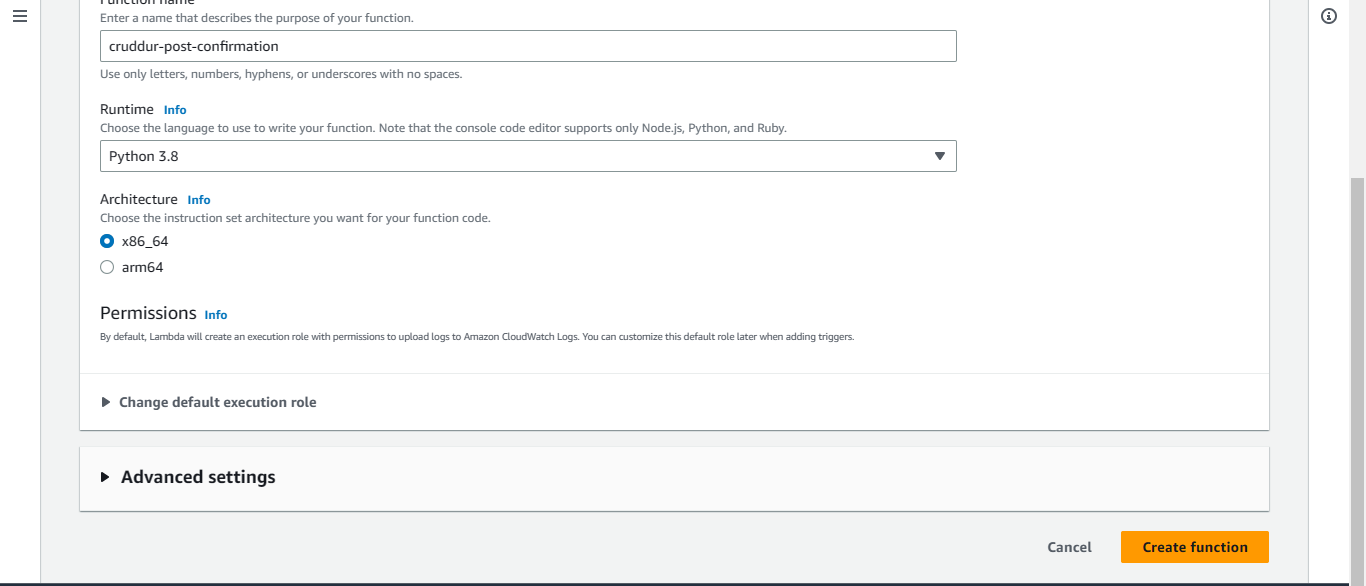 Function name
Enter a name that describes the purpose of your function.
cruddur-post-confirmation
Use only letters, numbers, hyphens, or underscores with no spaces.
Runtime Info
Choose the language to use to write your function. Note that the console code editor supports only Node.js, Python, and Ruby.
Python 3.8
Architecture Info
Choose the instruction set architecture you want for your function code.
x86_64
arm64
Permissions Info
By default, Lambda will create an execution role with permissions to upload logs to Amazon CloudWatch Logs. You can customize this default role later when adding triggers.
Change default execution role
Advanced settings
Cancel Create function